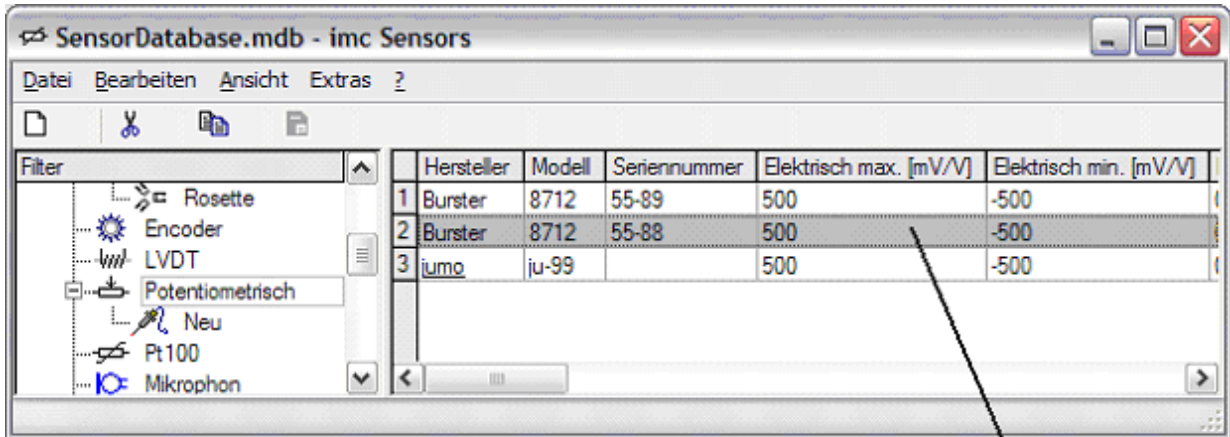 SensorDatabase.mdb - imc Sensors
Datei Bearbeiten Ansicht Extras ?
Filter
Rosette
Encoder
LVDT
Potentiometrisch
Neu
Pt100
Mikrophon
Hersteller Modell Seriennummer Elektrisch max. [mV/V] Elektrisch min. [mV/V]
1 Burster 8712 55-89 500 -500
2 Burster 8712 55-88 500 -500
3 jumo ju-99 500 -500